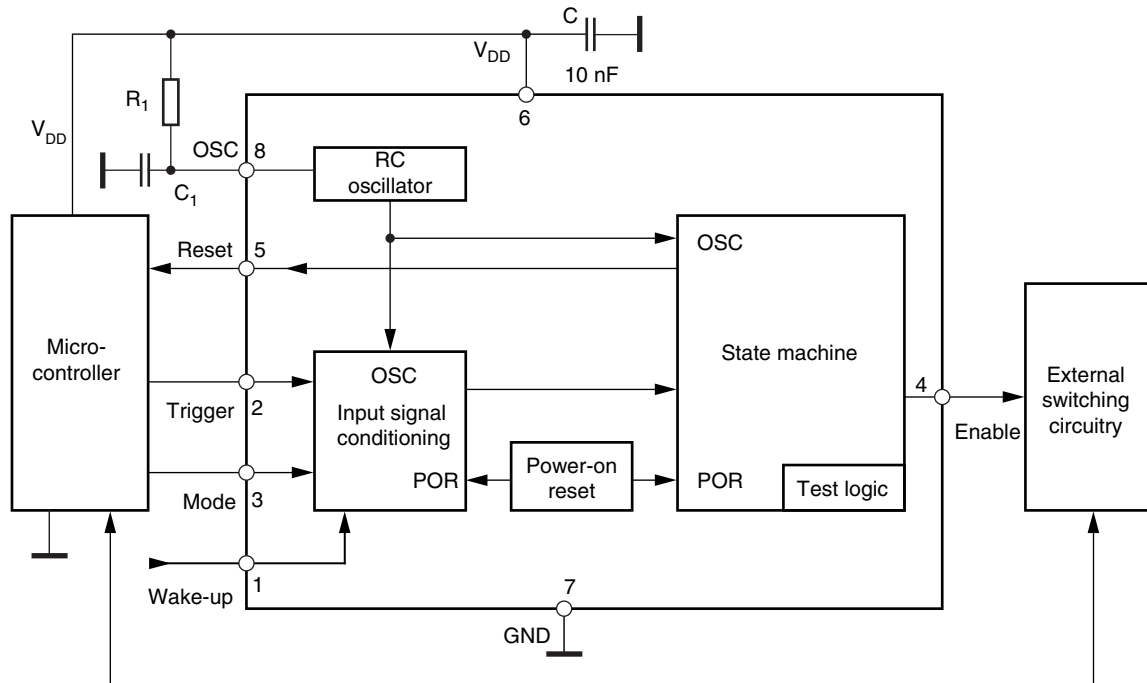 C
V_DD
10 nF
R₁
V_DD
6
OSC
8
RC
oscillator
C₁
Reset
5
OSC
Micro-
controller
State machine
OSC
Trigger
2
Input signal
conditioning
4
Enable
External
switching
circuitry
Mode
3
POR
Power-on
reset
POR
Test logic
Wake-up
1
7
GND